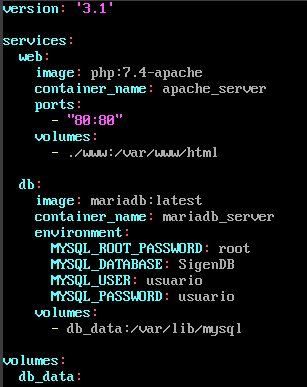 version: '3.1'

services:
  web:
    image: php:7.4-apache
    container_name: apache_server
    ports:
      - "80:80"
    volumes:
      - ./www:/var/www/html

  db:
    image: mariadb:latest
    container_name: mariadb_server
    environment:
      MYSQL_ROOT_PASSWORD: root
      MYSQL_DATABASE: SigenDB
      MYSQL_USER: usuario
      MYSQL_PASSWORD: usuario
    volumes:
      - db_data:/var/lib/mysql

volumes:
  db_data: